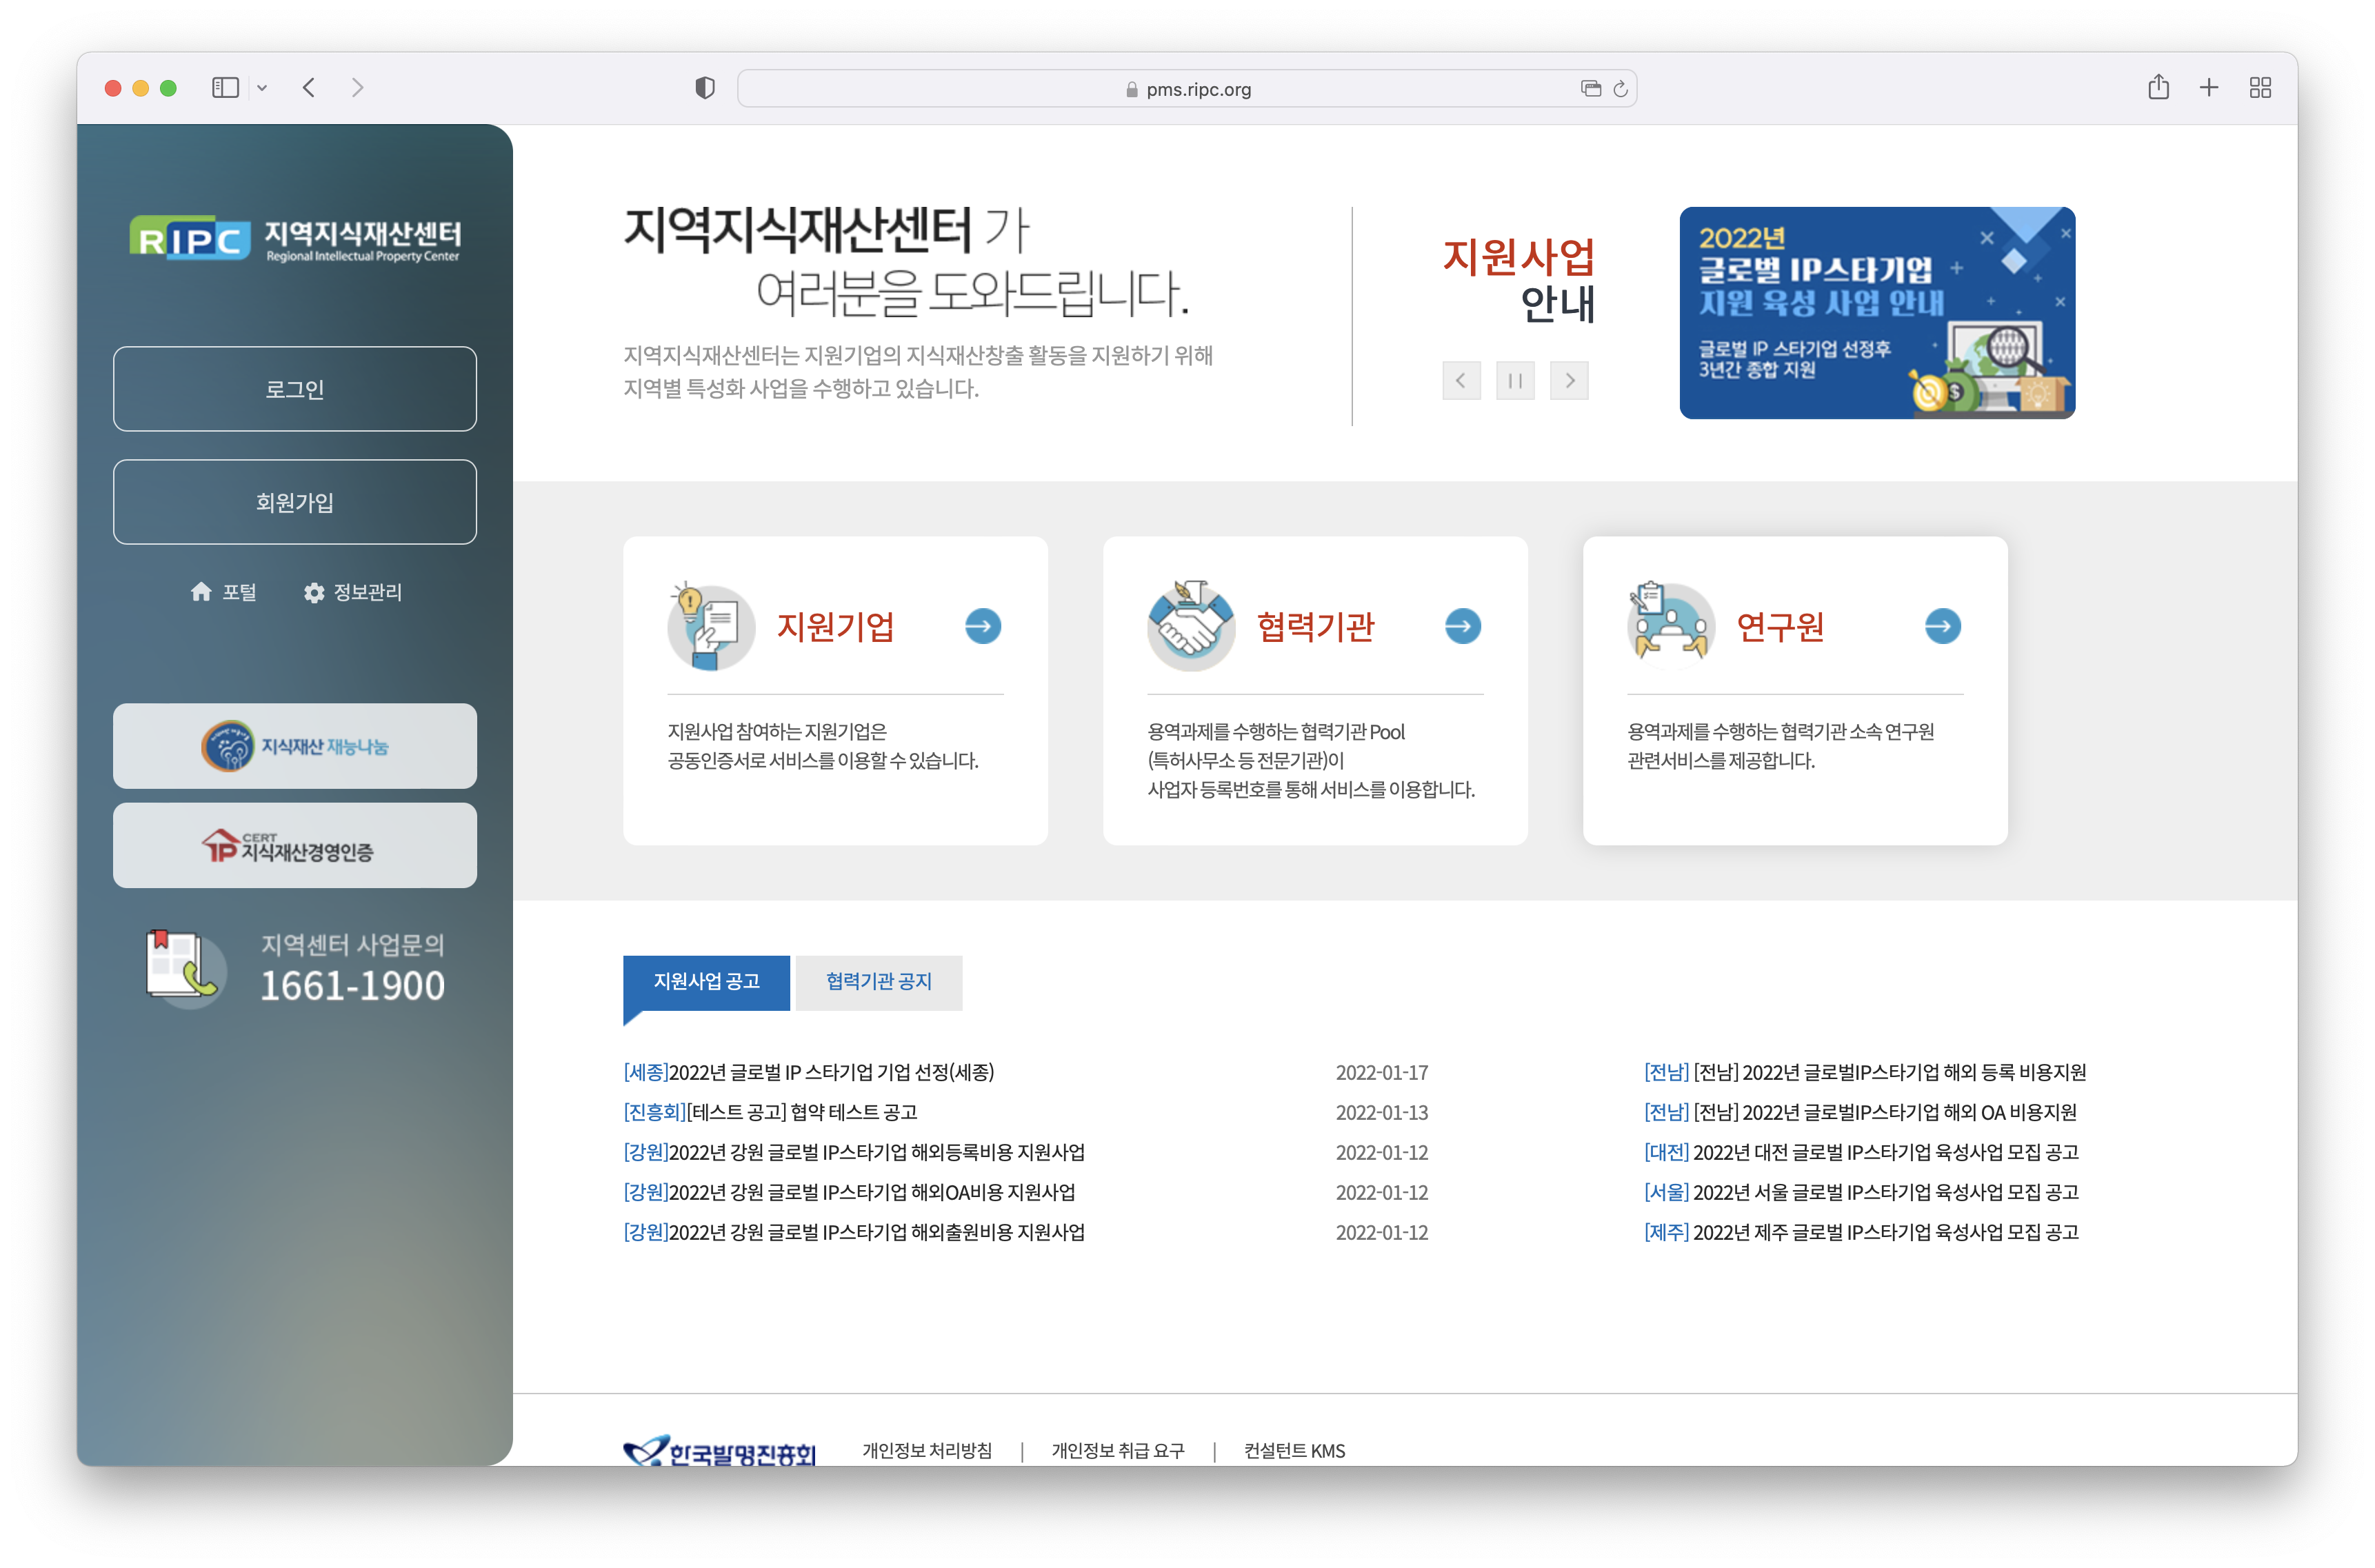 pms.ripc.org
RIPC 지역지식재산센터
Regional Intellectual Property Center
로그인
회원가입
포털
정보관리
지식재산 재능나눔
CERT
IP 지식재산경영인증
지역센터 사업문의
1661-1900
지역지식재산센터 가
여러분을 도와드립니다.
지역지식재산센터는 지원기업의 지식재산창출 활동을 지원하기 위해
지역별 특성화 사업을 수행하고 있습니다.
지원사업
안내
2022년
글로벌 IP스타기업
지원 육성 사업 안내
글로벌 IP 스타기업 선정후
3년간 종합 지원
지원기업
지원사업 참여하는 지원기업은
공동인증서로 서비스를 이용할 수 있습니다.
협력기관
용역과제를 수행하는 협력기관 Pool
(특허사무소 등 전문기관)이
사업자 등록번호를 통해 서비스를 이용합니다.
연구원
용역과제를 수행하는 협력기관 소속 연구원
관련서비스를 제공합니다.
지원사업 공고
협력기관 공지
[세종]2022년 글로벌 IP 스타기업 기업 선정(세종) 2022-01-17
[진흥회][테스트 공고] 협약 테스트 공고 2022-01-13
[강원]2022년 강원 글로벌 IP스타기업 해외등록비용 지원사업 2022-01-12
[강원]2022년 강원 글로벌 IP스타기업 해외OA비용 지원사업 2022-01-12
[강원]2022년 강원 글로벌 IP스타기업 해외출원비용 지원사업 2022-01-12
[전남] [전남] 2022년 글로벌IP스타기업 해외 등록 비용지원
[전남] [전남] 2022년 글로벌IP스타기업 해외 OA 비용지원
[대전] 2022년 대전 글로벌 IP스타기업 육성사업 모집 공고
[서울] 2022년 서울 글로벌 IP스타기업 육성사업 모집 공고
[제주] 2022년 제주 글로벌 IP스타기업 육성사업 모집 공고
한국발명진흥회
개인정보 처리방침 | 개인정보 취급 요구 | 컨설턴트 KMS